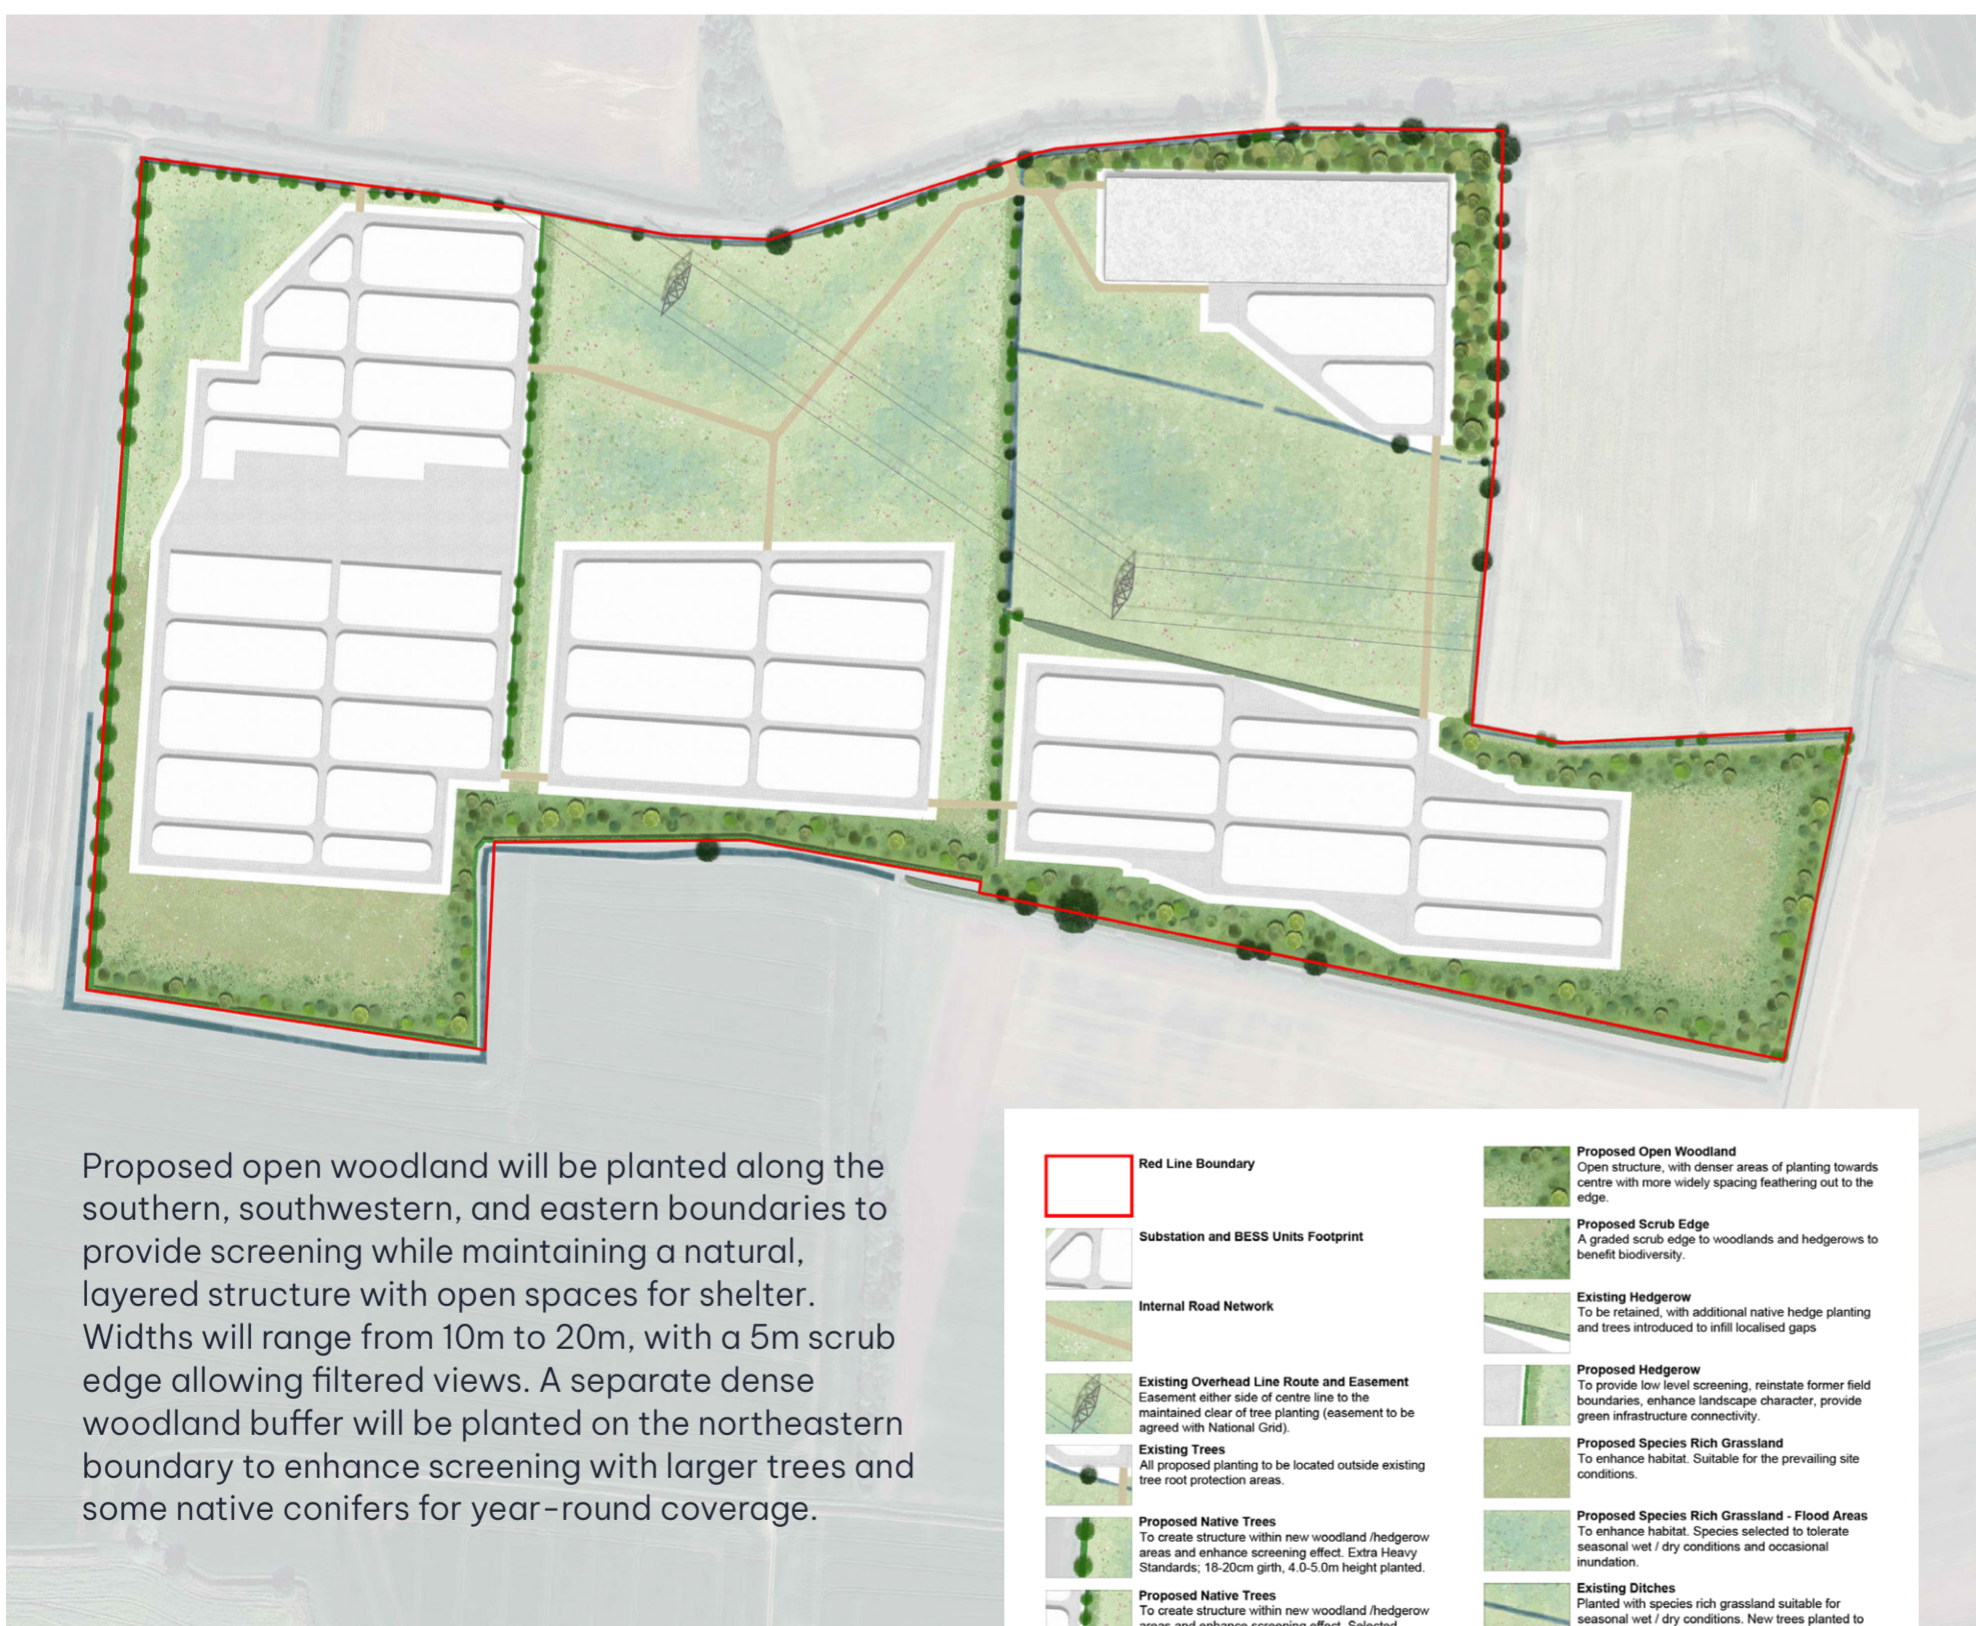 Proposed open woodland will be planted along the
southern, southwestern, and eastern boundaries to
provide screening while maintaining a natural,
layered structure with open spaces for shelter.
Widths will range from 10m to 20m, with a 5m scrub
edge allowing filtered views. A separate dense
woodland buffer will be planted on the northeastern
boundary to enhance screening with larger trees and
some native conifers for year-round coverage.
Red Line Boundary
Substation and BESS Units Footprint
Internal Road Network
Existing Overhead Line Route and Easement
Easement either side of centre line to the
maintained clear of tree planting (easement to be
agreed with National Grid).
Existing Trees
All proposed planting to be located outside existing
tree root protection areas.
Proposed Native Trees
To create structure within new woodland /hedgerow
areas and enhance screening effect. Extra Heavy
Standards; 18-20cm girth, 4.0-5.0m height planted.
Proposed Native Trees
To create structure within new woodland /hedgerow
areas and enhance screening effect. Selected
Proposed Open Woodland
Open structure, with denser areas of planting towards
centre with more widely spacing feathering out to the
edge.
Proposed Scrub Edge
A graded scrub edge to woodlands and hedgerows to
benefit biodiversity.
Existing Hedgerow
To be retained, with additional native hedge planting
and trees introduced to infill localised gaps
Proposed Hedgerow
To provide low level screening, reinstate former field
boundaries, enhance landscape character, provide
green infrastructure connectivity.
Proposed Species Rich Grassland
To enhance habitat. Suitable for the prevailing site
conditions.
Proposed Species Rich Grassland - Flood Areas
To enhance habitat. Species selected to tolerate
seasonal wet / dry conditions and occasional
inundation.
Existing Ditches
Planted with species rich grassland suitable for
seasonal wet / dry conditions. New trees planted to